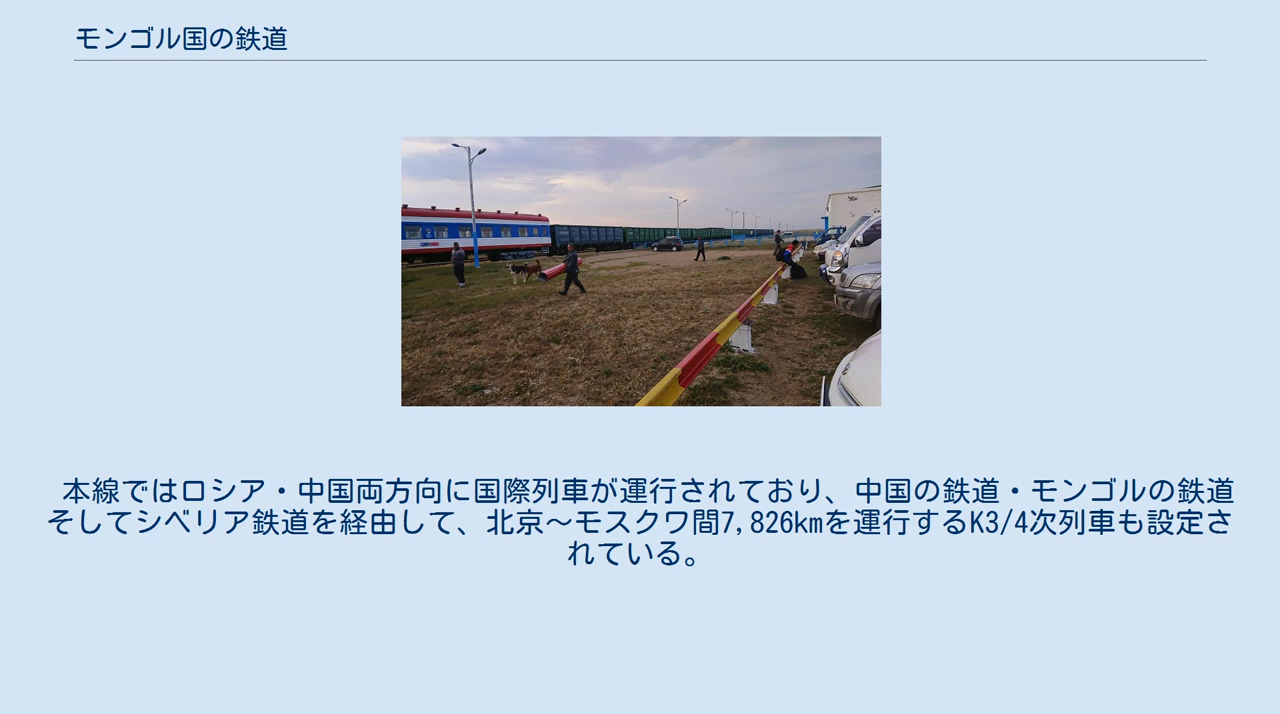 モンゴル国の鉄道
本線ではロシア・中国両方向に国際列車が運行されており、中国の鉄道・モンゴルの鉄道
そしてシベリア鉄道を経由して、北京～モスクワ間7,826kmを運行するK3/4次列車も設定さ
れている。